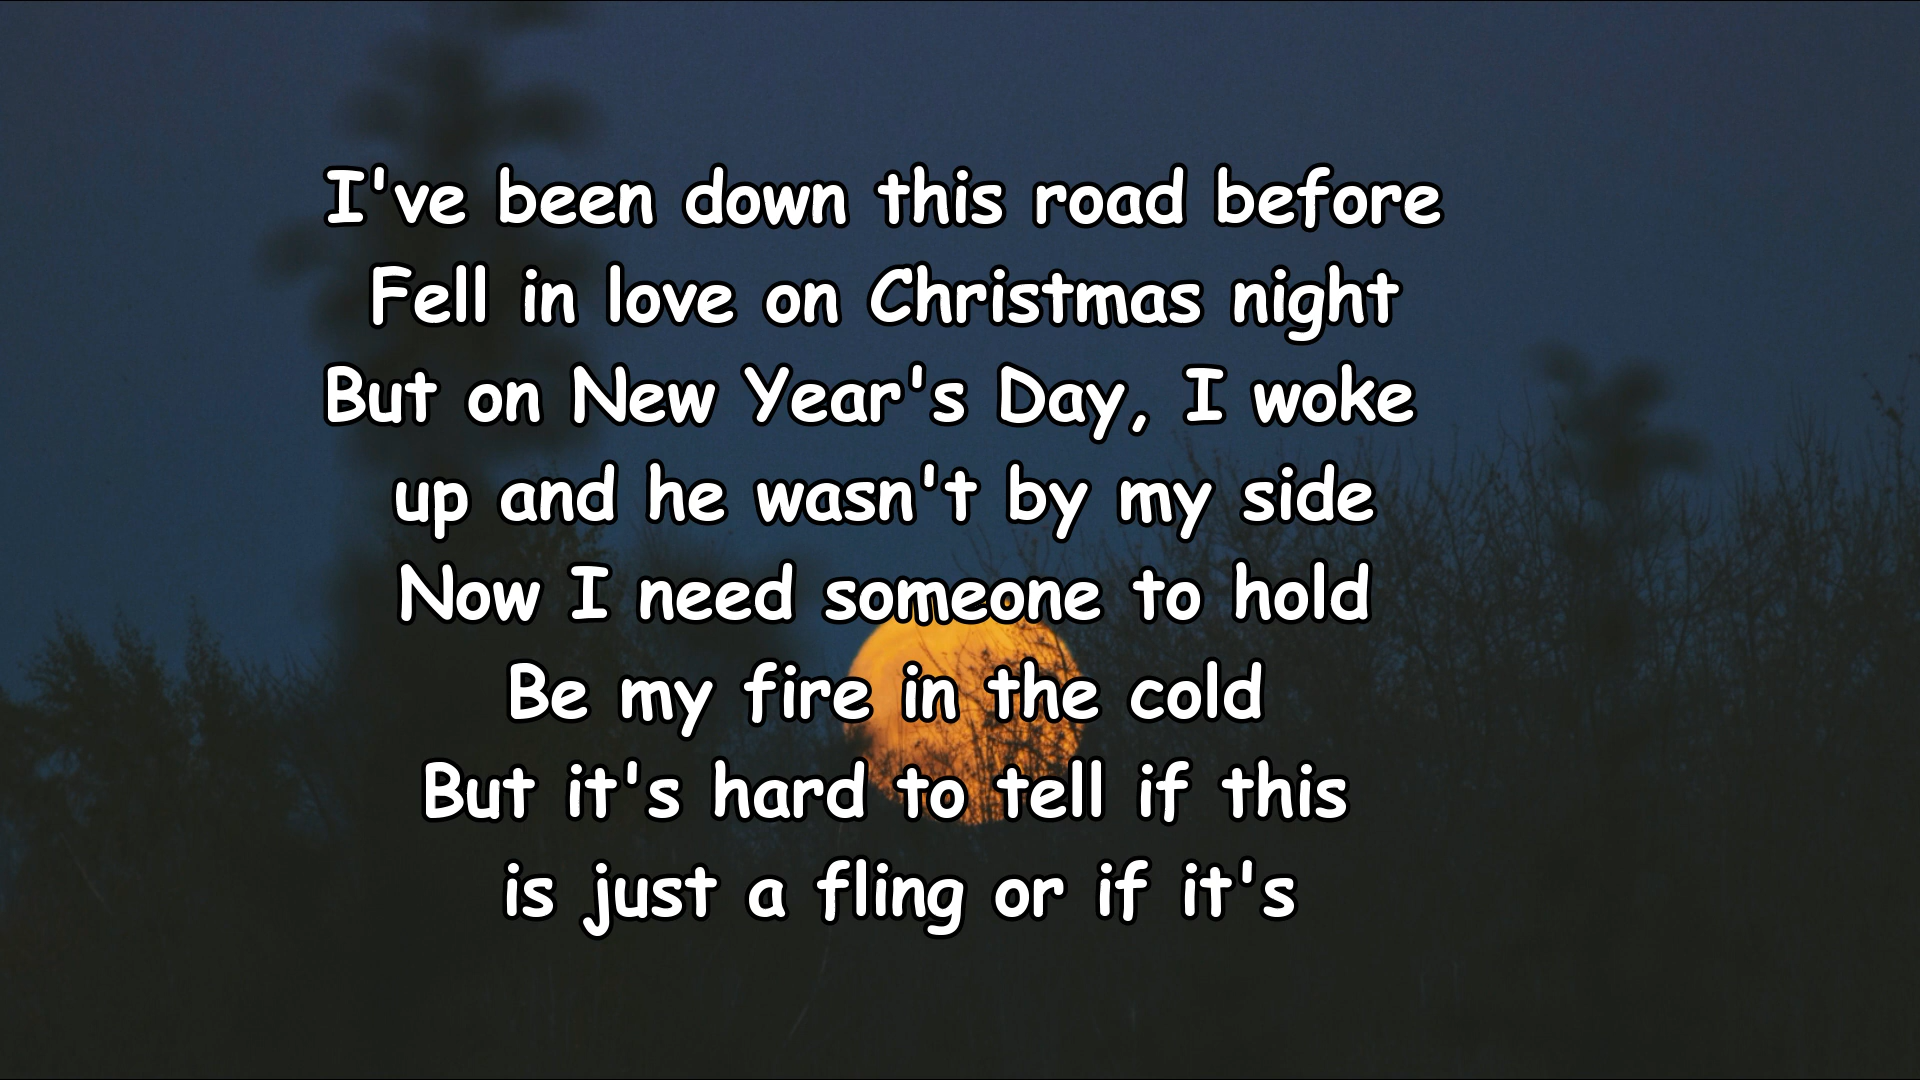 I've been down this road before
Fell in love on Christmas night
But on New Year's Day, I woke
up and he wasn't by my side
Now I need someone to hold
Be my fire in the cold
But it's hard to tell if this
is just a fling or if it's